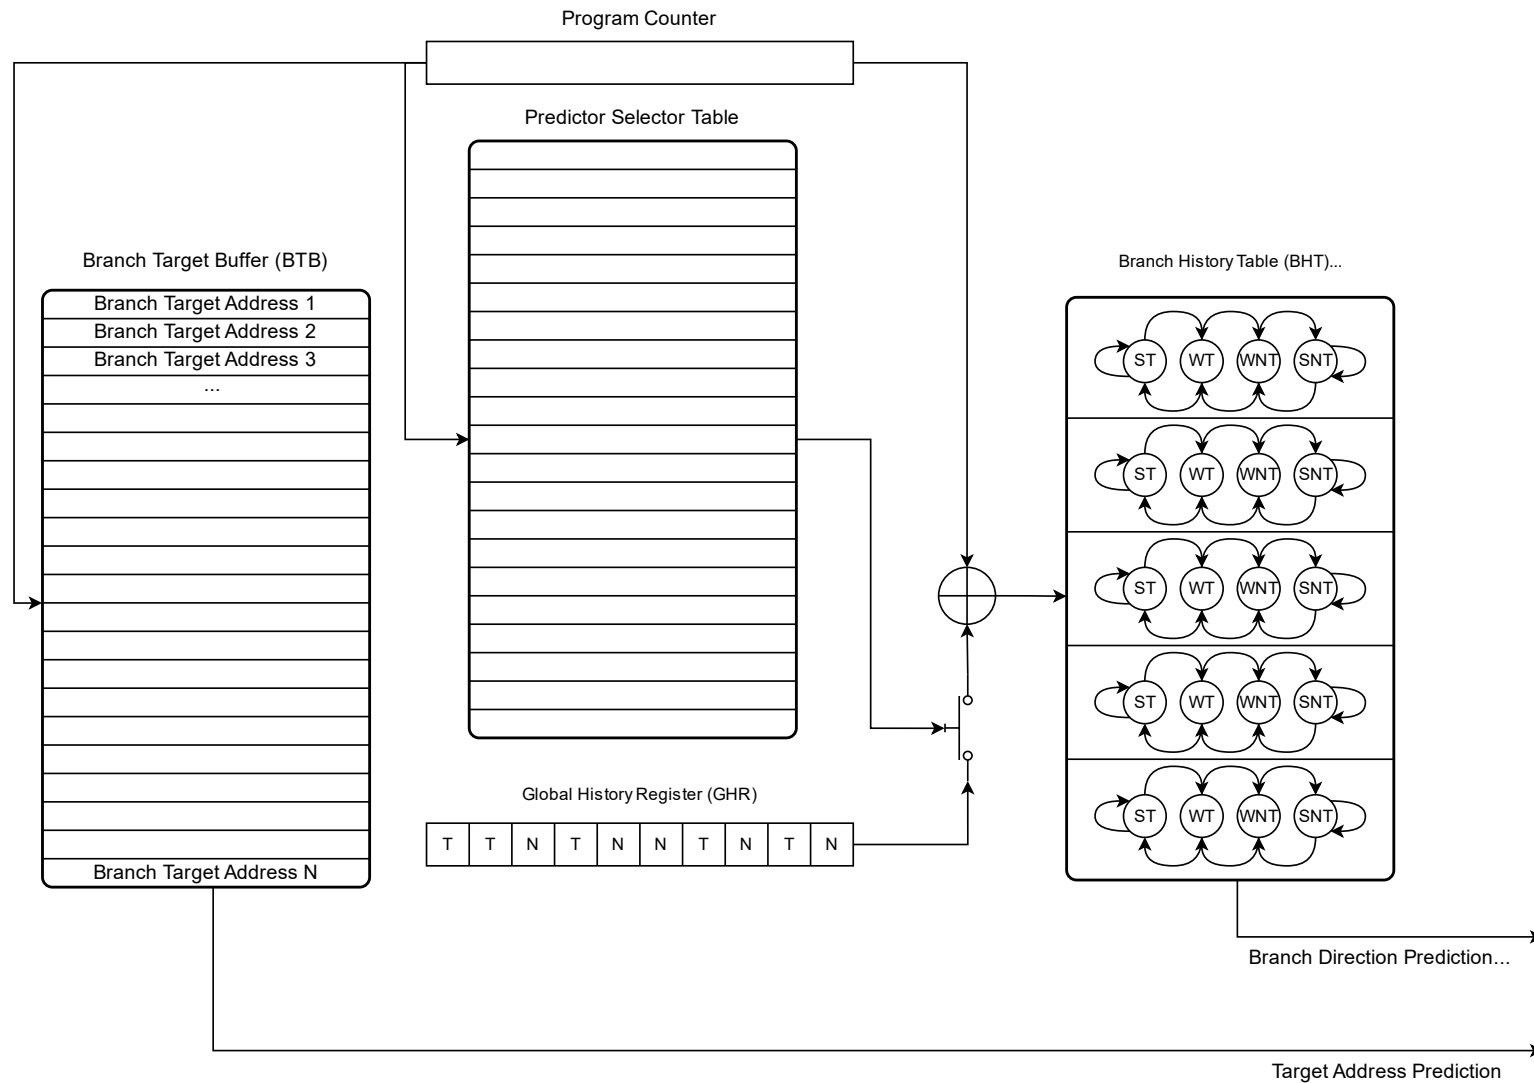 Program Counter
Predictor Selector Table
Branch Target Buffer (BTB)
Branch Target Address 1
Branch Target Address 2
Branch Target Address 3
...
Branch Target Address N
Global History Register (GHR)
T T N T N N T N T N
Branch History Table (BHT)...
ST WT WNT SNT
ST WT WNT SNT
ST WT WNT SNT
ST WT WNT SNT
ST WT WNT SNT
Branch Direction Prediction...
Target Address Prediction